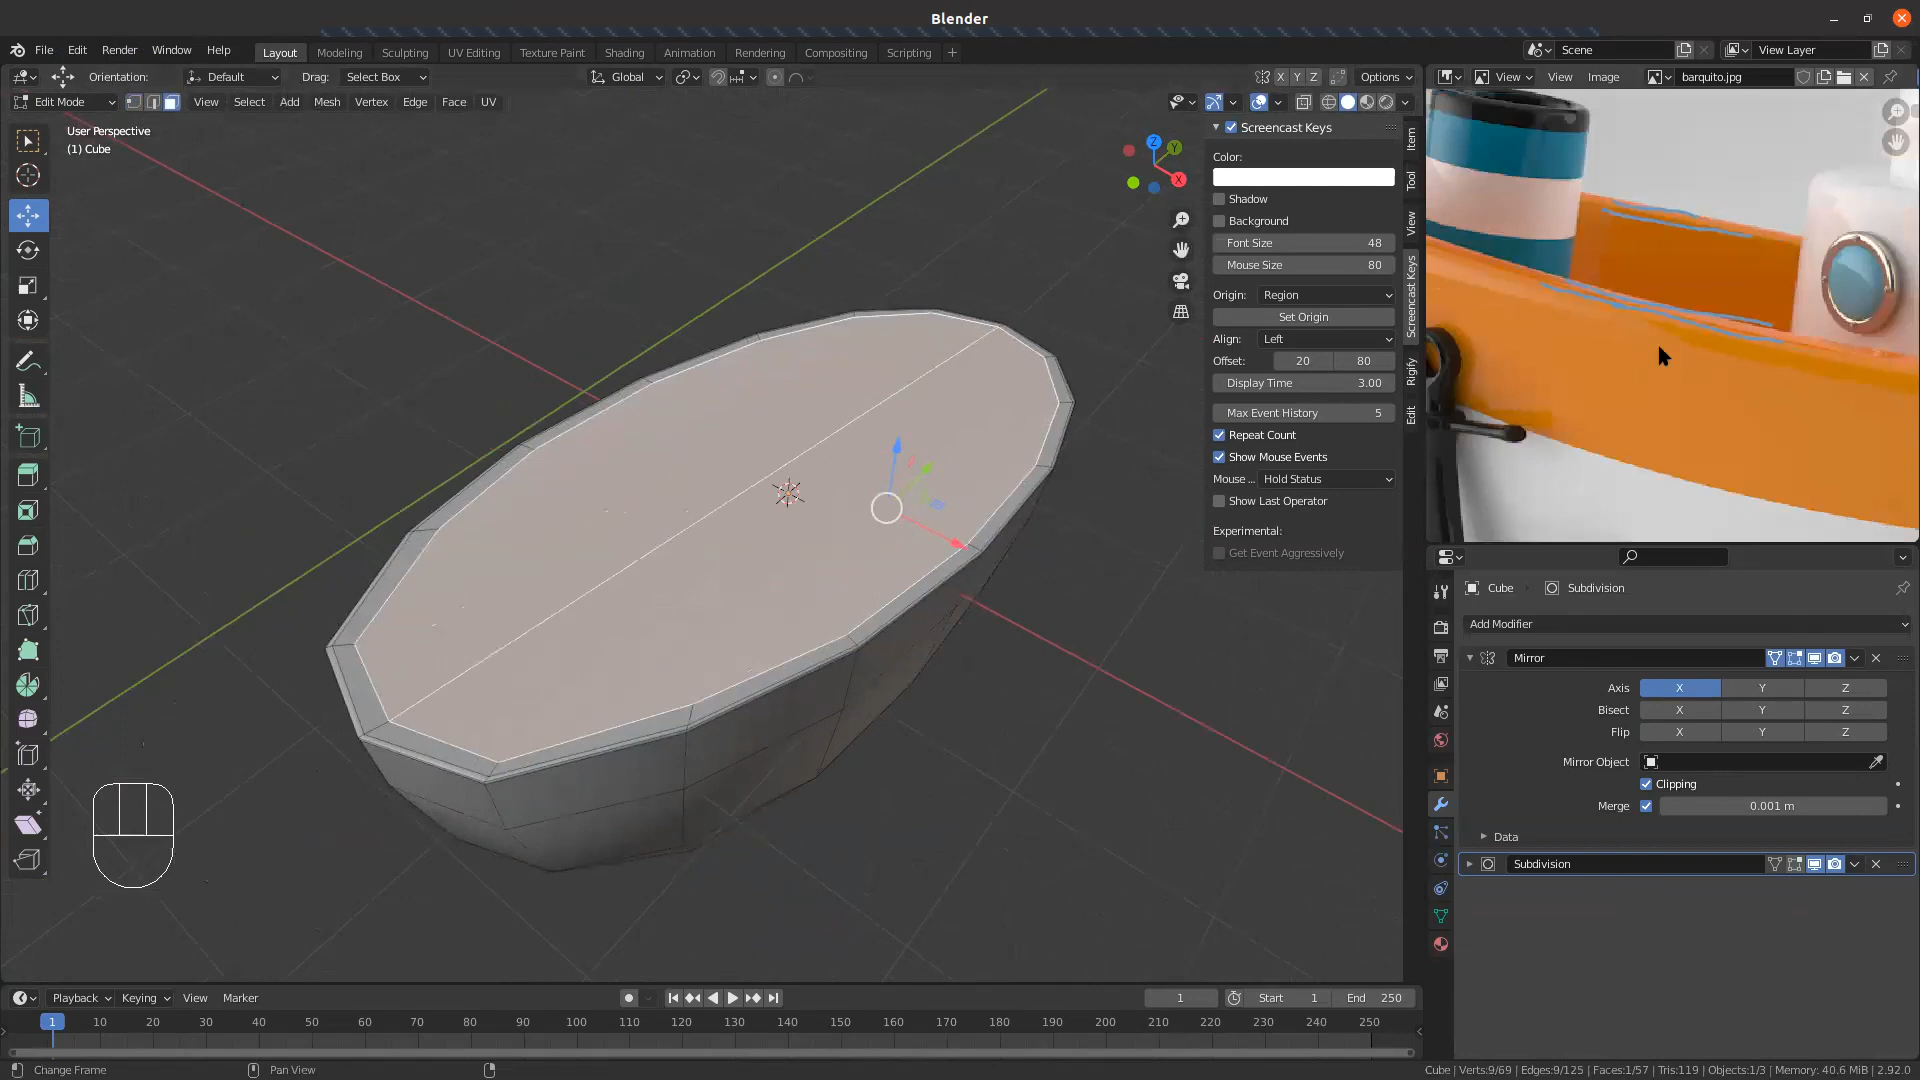 Blender
File Edit Render Window Help
Layout Modeling Sculpting UV Editing Texture Paint Shading Animation Rendering Compositing Scripting +
Scene
View Layer
Orientation: Default Drag: Select Box
Global
X Y Z Options
View View Image barquito.jpg
Edit Mode View Select Add Mesh Vertex Edge Face UV
User Perspective
(1) Cube
Z
Y
X
Screencast Keys
Color:
Shadow
Background
Font Size 48
Mouse Size 80
Origin: Region
Set Origin
Align: Left
Offset: 20 80
Display Time 3.00
Max Event History 5
Repeat Count
Show Mouse Events
Mouse ... Hold Status
Show Last Operator
Experimental:
Get Event Aggressively
Item
Tool
View
Screencast Keys
Rigify
Edit
Cube Subdivision
Add Modifier
Mirror
Axis X Y Z
Bisect X Y Z
Flip X Y Z
Mirror Object
Clipping
Merge 0.001 m
Data
Subdivision
Playback Keying View Marker
1 Start 1 End 250
1 10 20 30 40 50 60 70 80 90 100 110 120 130 140 150 160 170 180 190 200 210 220 230 240 250
Change Frame Pan View
Cube | Verts:9/69 | Edges:9/125 | Faces:1/57 | Tris:119 | Objects:1/3 | Memory: 40.6 MiB | 2.92.0